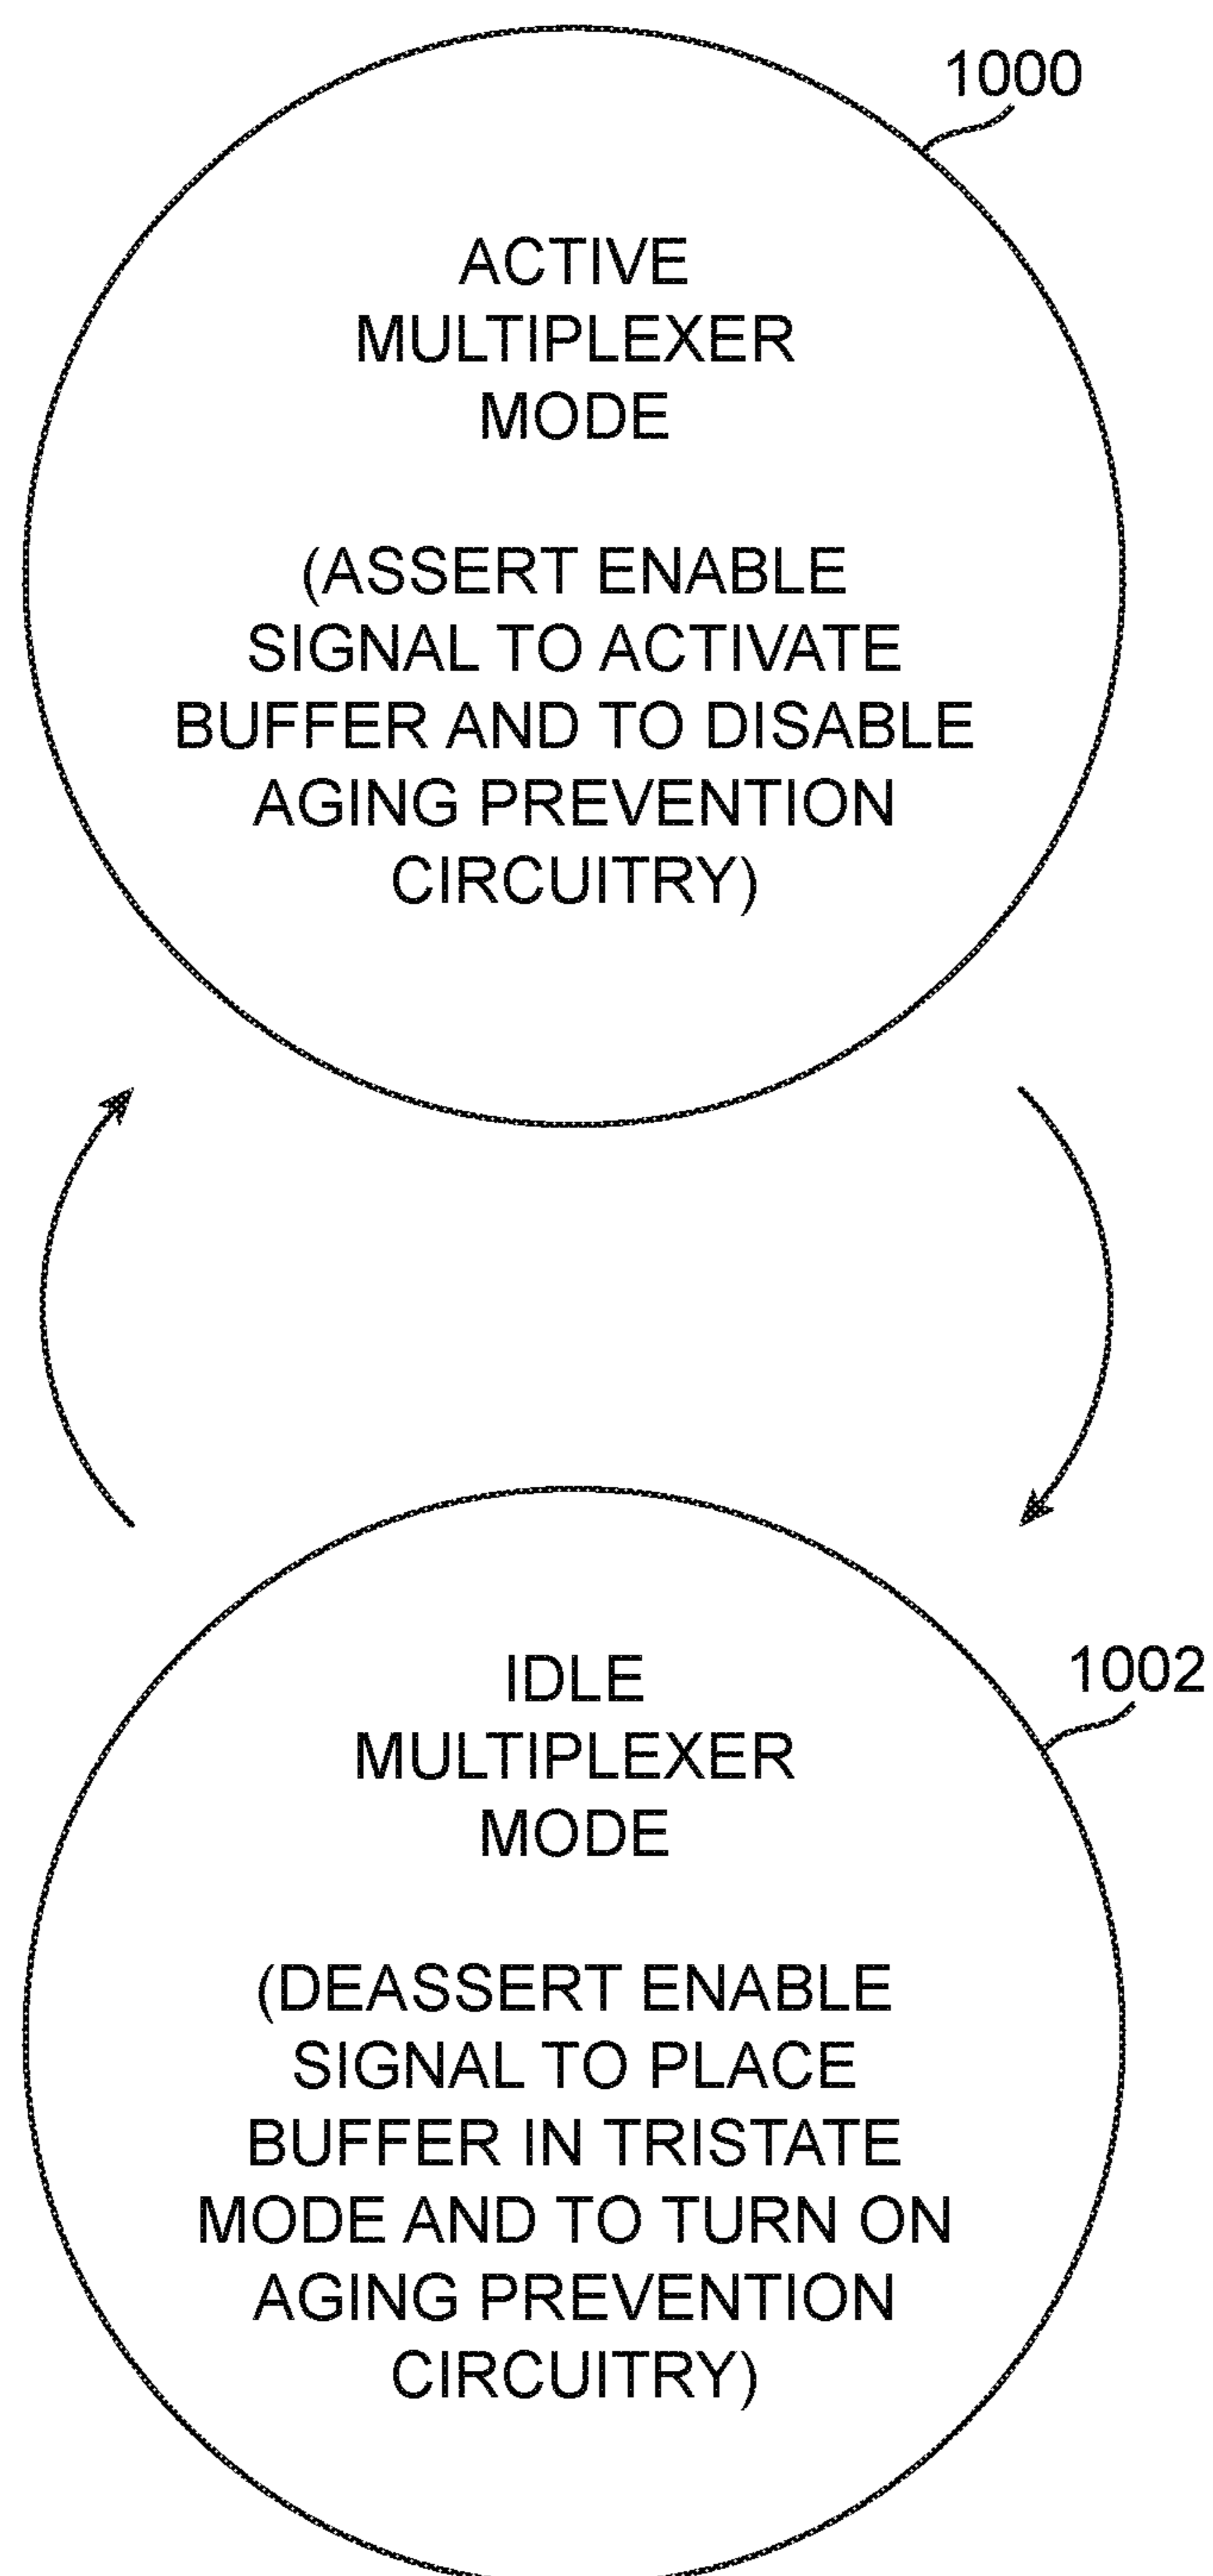 1000
ACTIVE
MULTIPLEXER
MODE
(ASSERT ENABLE
SIGNAL TO ACTIVATE
BUFFER AND TO DISABLE
AGING PREVENTION
CIRCUITRY)
1002
IDLE
MULTIPLEXER
MODE
(DEASSERT ENABLE
SIGNAL TO PLACE
BUFFER IN TRISTATE
MODE AND TO TURN ON
AGING PREVENTION
CIRCUITRY)